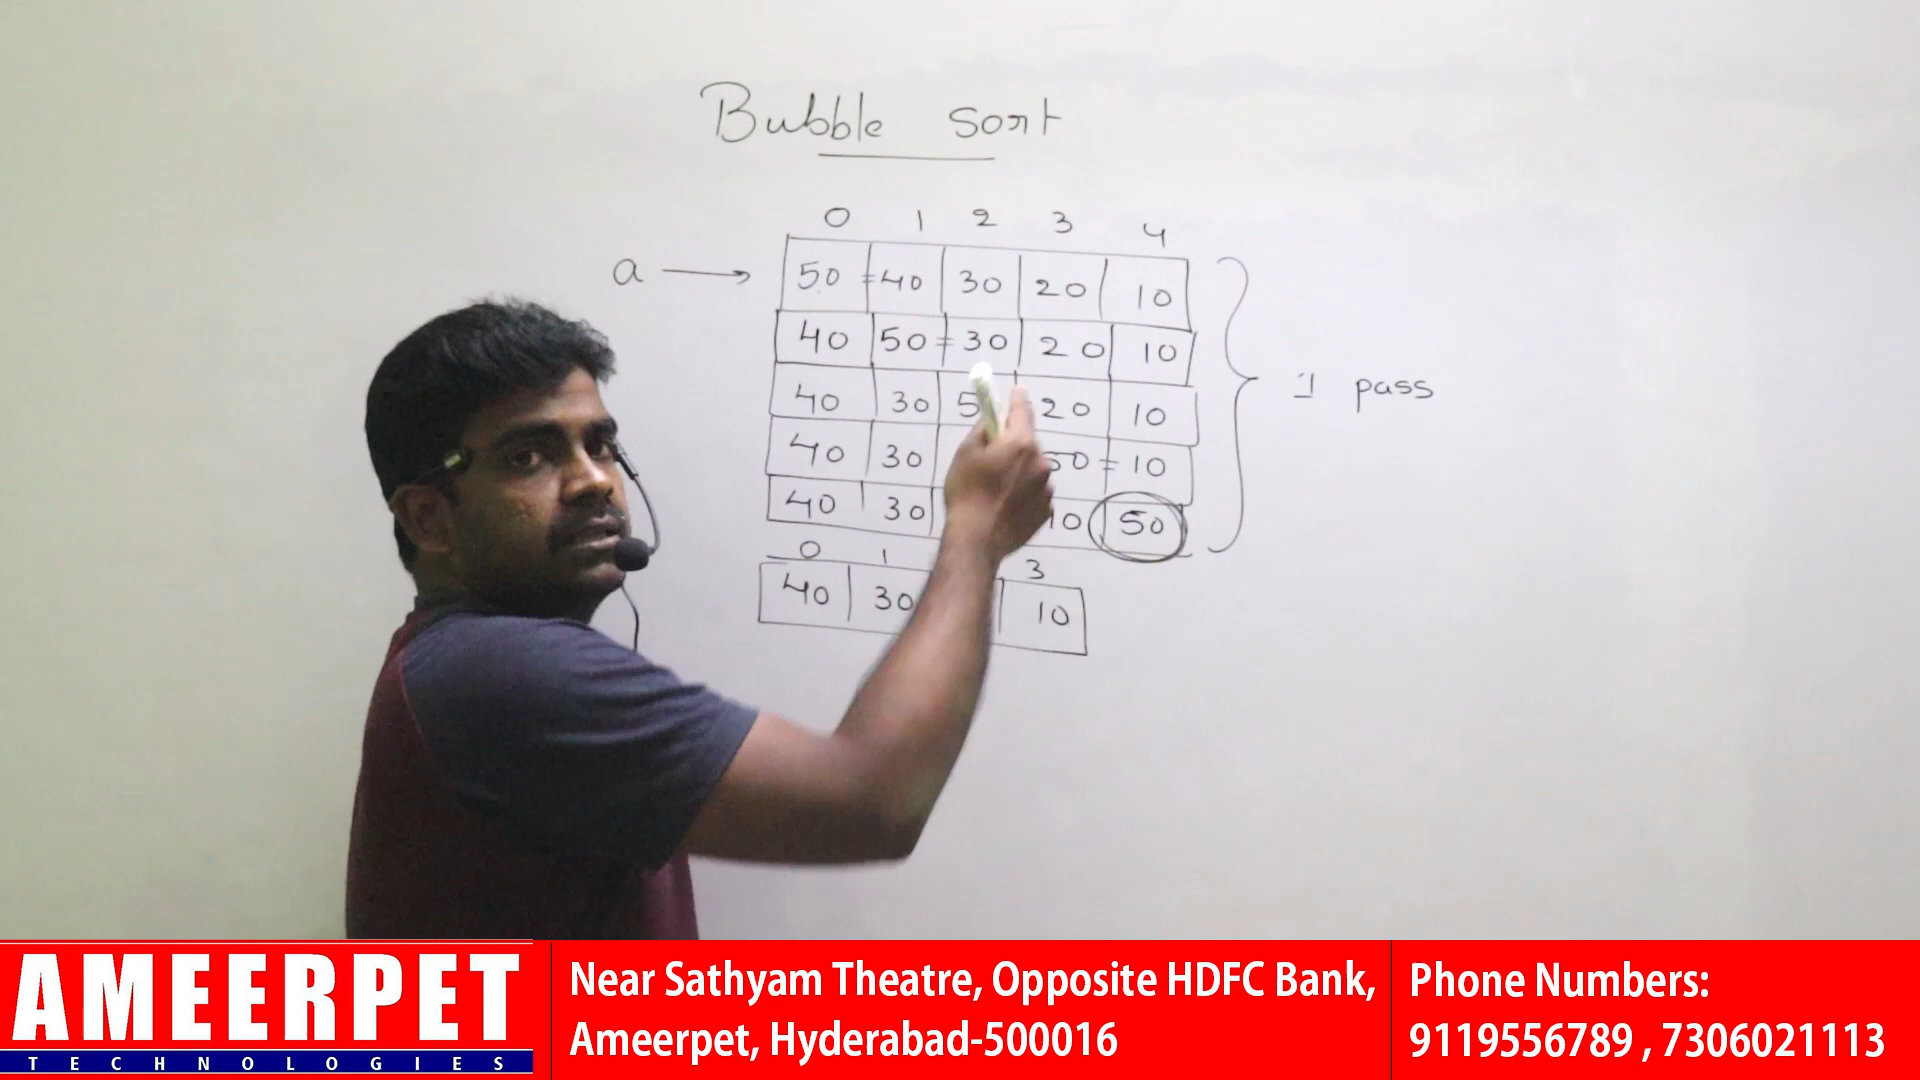 Bubble sort
0 1 2 3 4
a → 50 = 40 30 20 10
40 50 = 30 20 10
1 pass
40 30 20 10
40 30 50 = 10
40 30 10 50
0 1 3
40 30 10
AMEERPET
TECHNOLOGIES
Near Sathyam Theatre, Opposite HDFC Bank,
Ameerpet, Hyderabad-500016
Phone Numbers:
9119556789 , 7306021113